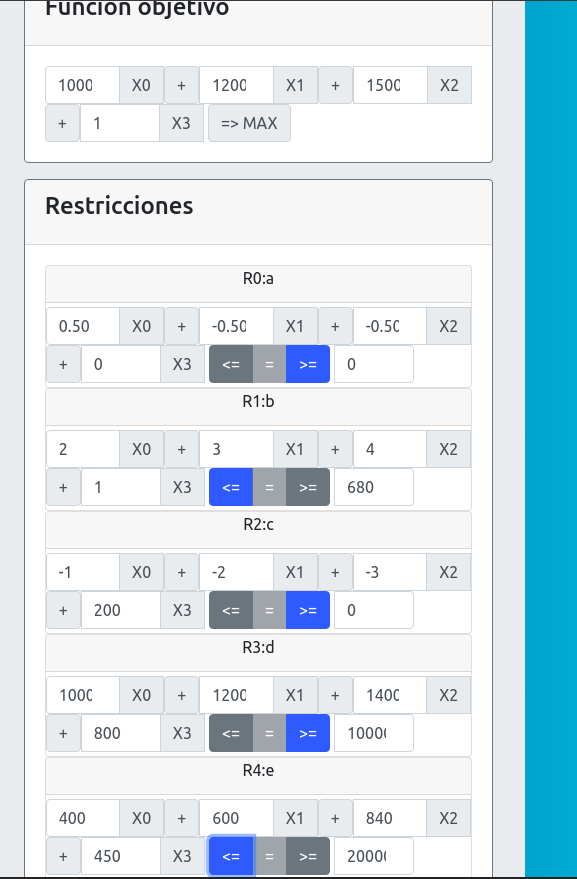 Función objetivo
1000 X0 + 1200 X1 + 1500 X2
+ 1 X3 => MAX
Restricciones
R0:a
0.50 X0 + -0.50 X1 + -0.50 X2
+ 0 X3 <= = >= 0
R1:b
2 X0 + 3 X1 + 4 X2
+ 1 X3 <= = >= 680
R2:c
-1 X0 + -2 X1 + -3 X2
+ 200 X3 <= = >= 0
R3:d
1000 X0 + 1200 X1 + 1400 X2
+ 800 X3 <= = >= 10000
R4:e
400 X0 + 600 X1 + 840 X2
+ 450 X3 <= = >= 20000